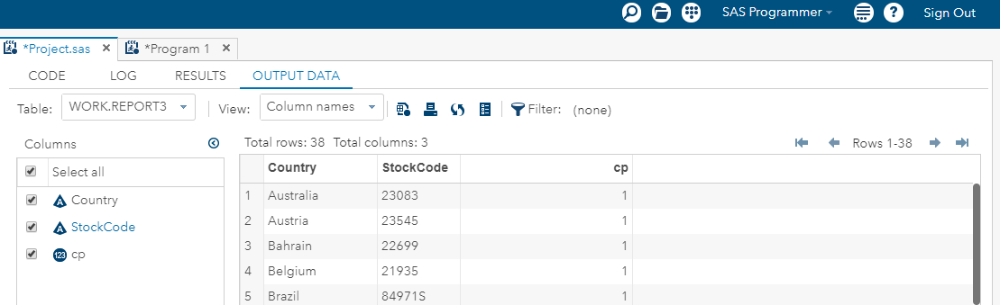 SAS Programmer Sign Out
*Project.sas × *Program 1 ×
CODE LOG RESULTS OUTPUT DATA
Table: WORK.REPORT3 View: Column names Filter: (none)
Columns
Select all
Country
StockCode
cp
Total rows: 38 Total columns: 3 Rows 1-38
Country StockCode cp
1 Australia 23083 1
2 Austria 23545 1
3 Bahrain 22699 1
4 Belgium 21935 1
5 Brazil 84971S 1